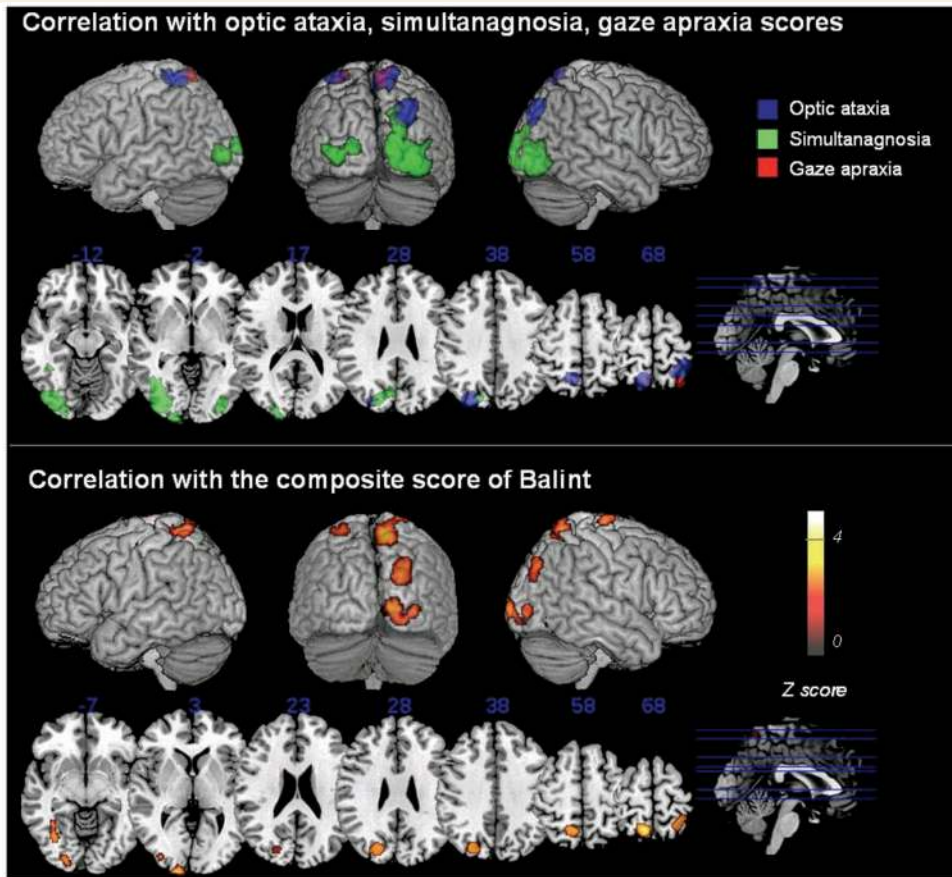 Correlation with optic ataxia, simultanagnosia, gaze apraxia scores
Optic ataxia
Simultanagnosia
Gaze apraxia
-12 -2 17 28 38 58 68
Correlation with the composite score of Balint
4
0
Z score
-7 3 23 28 38 58 68